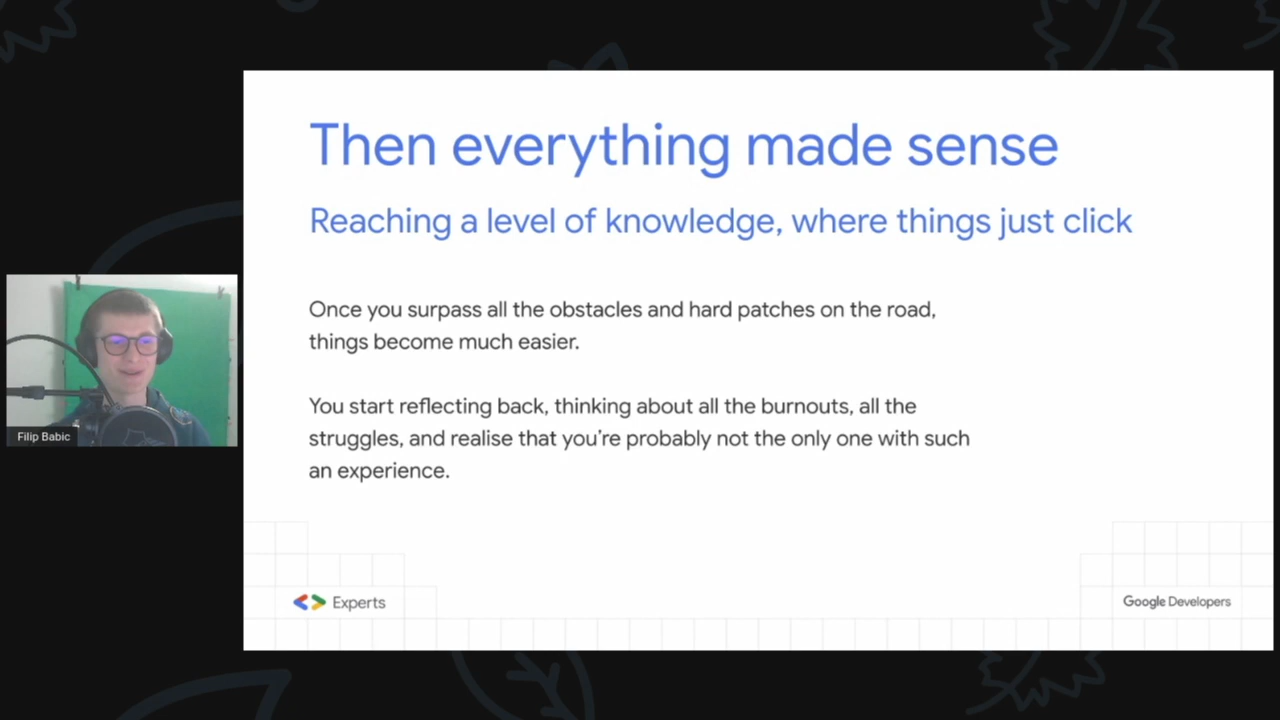 Then everything made sense
Reaching a level of knowledge, where things just click
Once you surpass all the obstacles and hard patches on the road,
things become much easier.
You start reflecting back, thinking about all the burnouts, all the
struggles, and realise that you’re probably not the only one with such
an experience.
Filip Babic
Experts
Google Developers